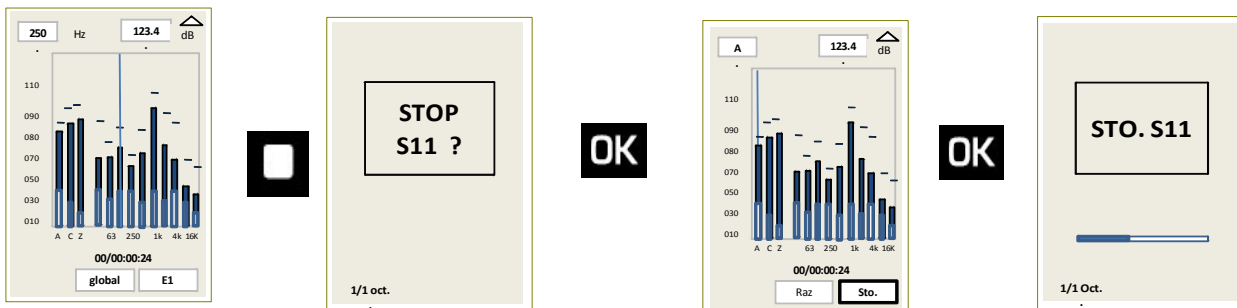 250 Hz 123.4 dB
110
090
080
070
050
030
010
A C Z 63 250 1k 4k 16K
00/00:00:24
global E1
STOP
S11 ?
1/1 oct.
OK
A 123.4 dB
110
090
080
070
050
030
010
A C Z 63 250 1k 4k 16K
00/00:00:24
Raz Sto.
OK
STO. S11
1/1 Oct.